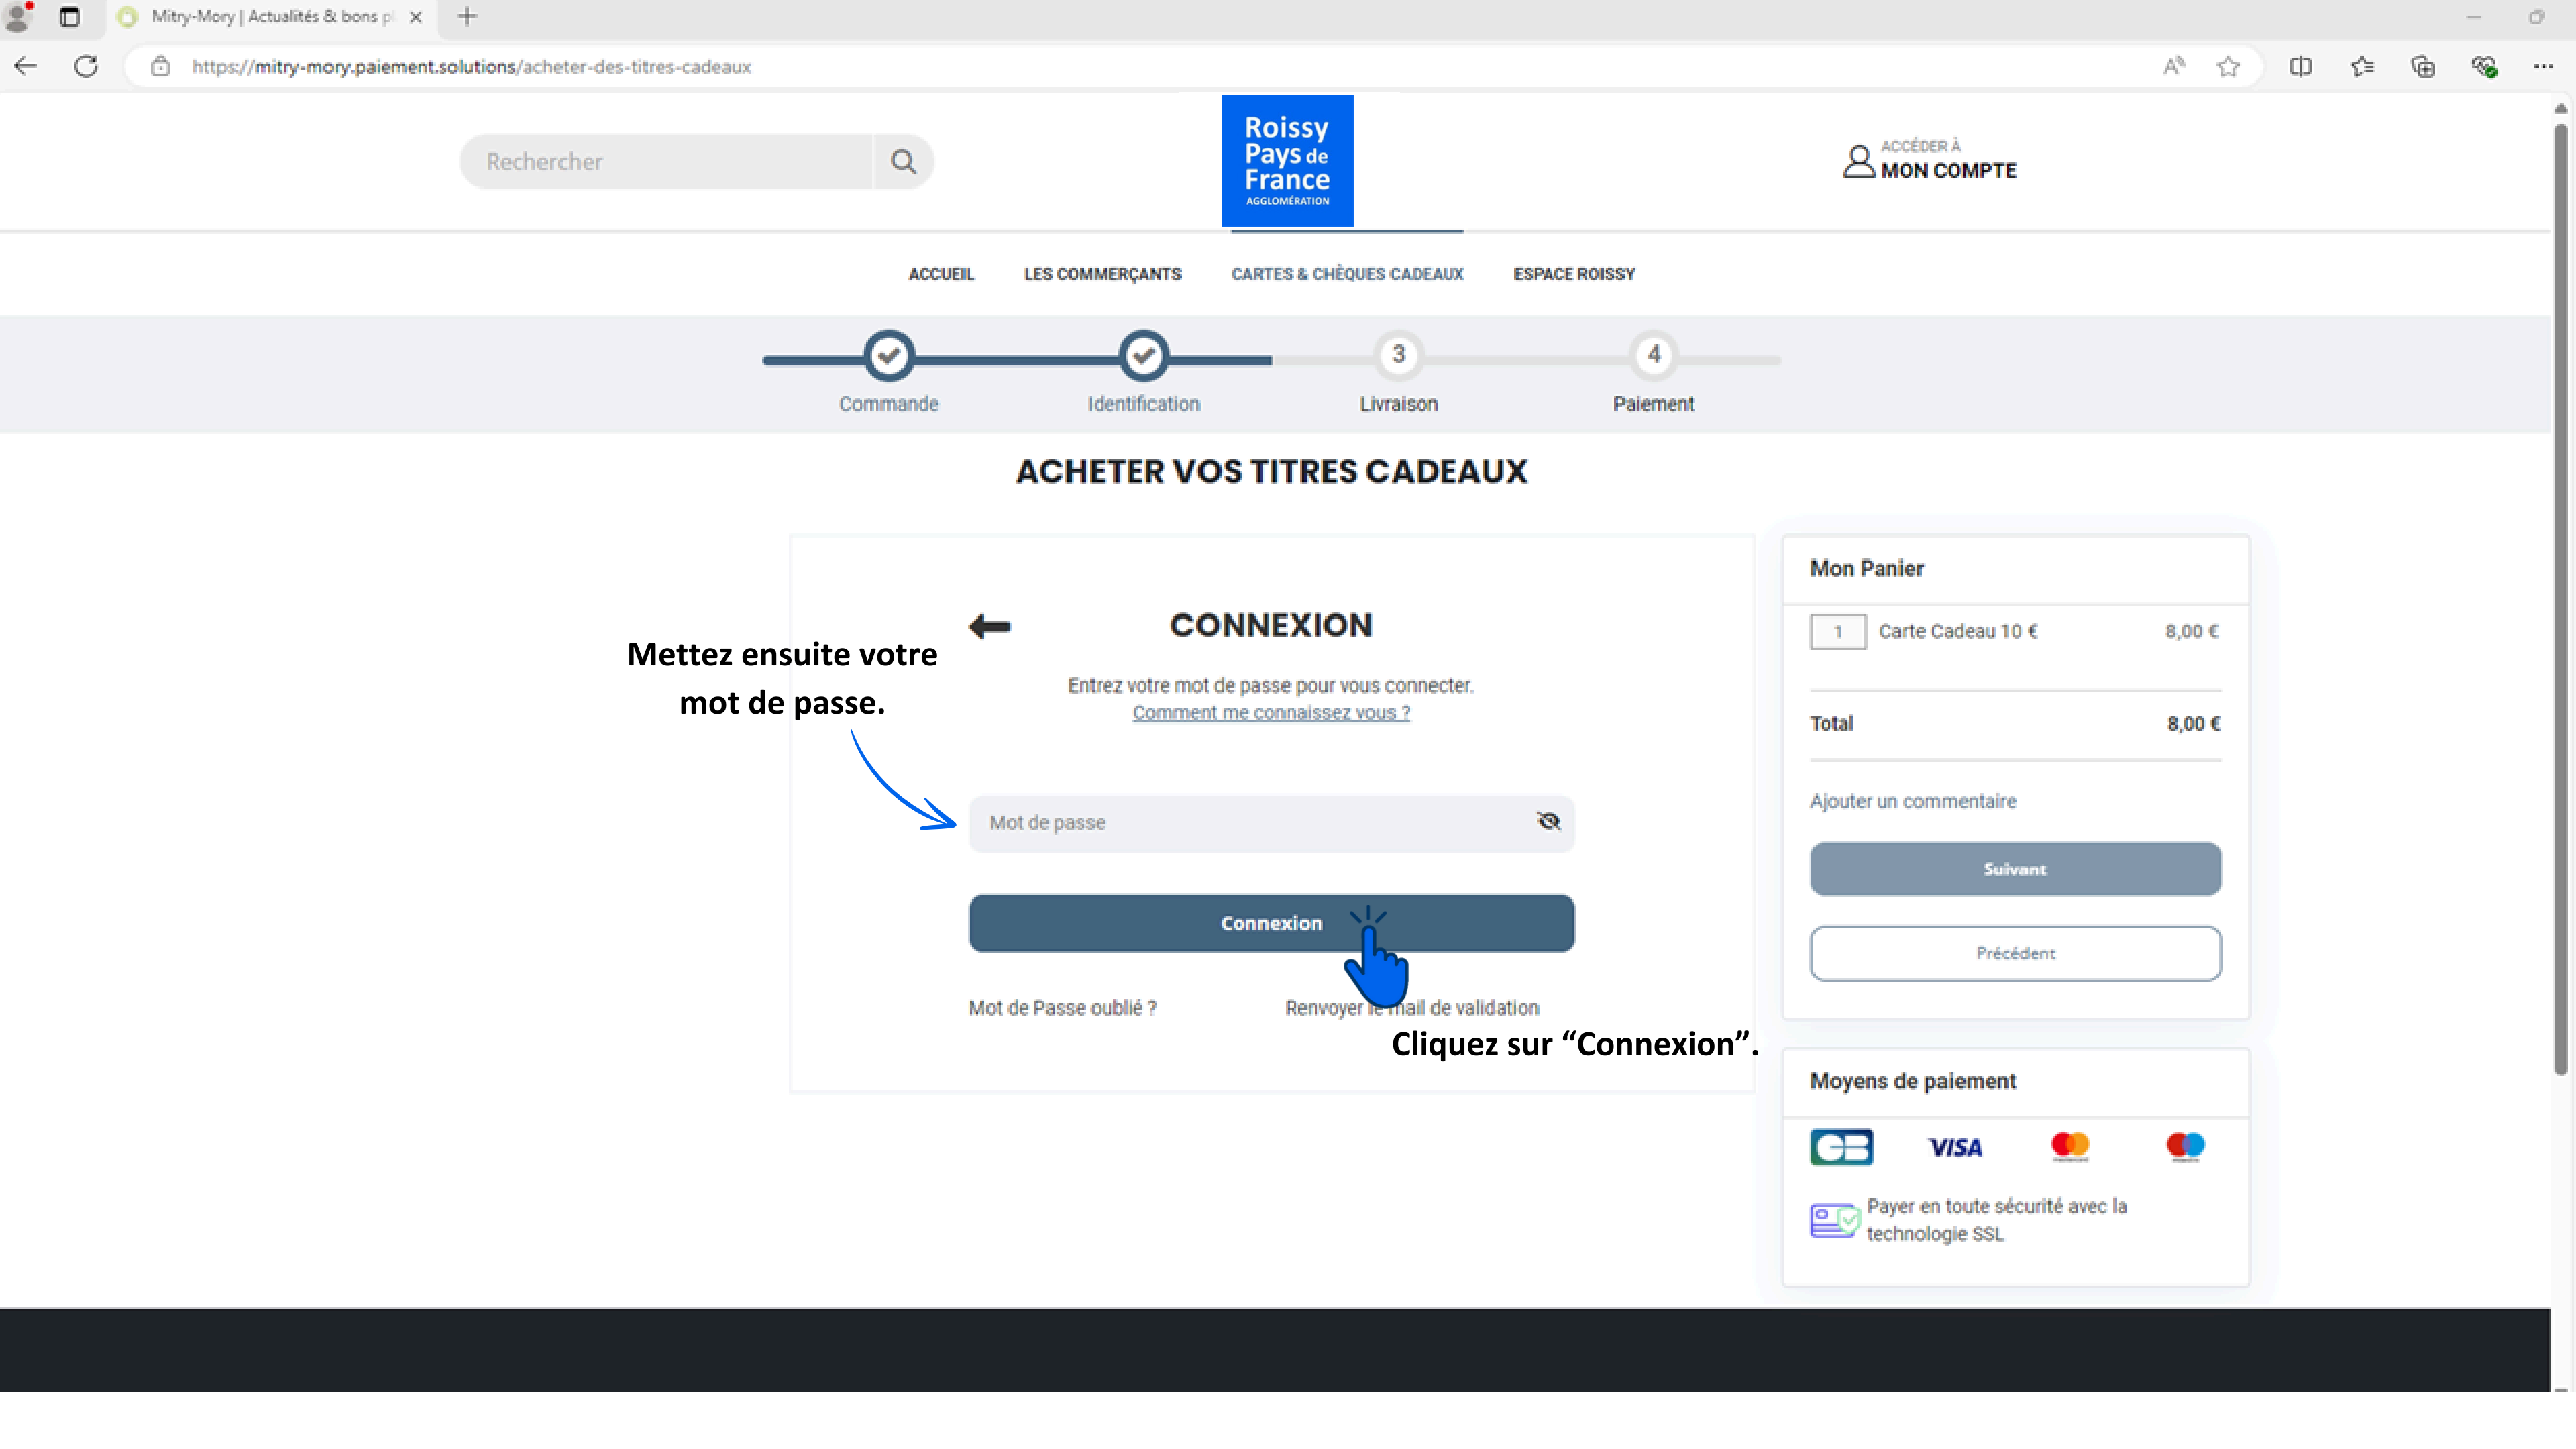 Mitry-Mory | Actualités & bons pl
https://mitry-mory.paiement.solutions/acheter-des-titres-cadeaux
Rechercher
Roissy
Pays de
France
AGGLOMÉRATION
ACCÉDER À
MON COMPTE
ACCUEIL
LES COMMERÇANTS
CARTES & CHÈQUES CADEAUX
ESPACE ROISSY
3
4
Commande
Identification
Livraison
Paiement
ACHETER VOS TITRES CADEAUX
CONNEXION
Mettez ensuite votre
mot de passe.
Entrez votre mot de passe pour vous connecter.
Comment me connaissez vous ?
Mot de passe
Connexion
Mot de Passe oublié ?
Renvoyer le mail de validation
Cliquez sur “Connexion”.
Mon Panier
1 Carte Cadeau 10 € 8,00 €
Total 8,00 €
Ajouter un commentaire
Suivant
Précédent
Moyens de paiement
CB
VISA
Payer en toute sécurité avec la
technologie SSL